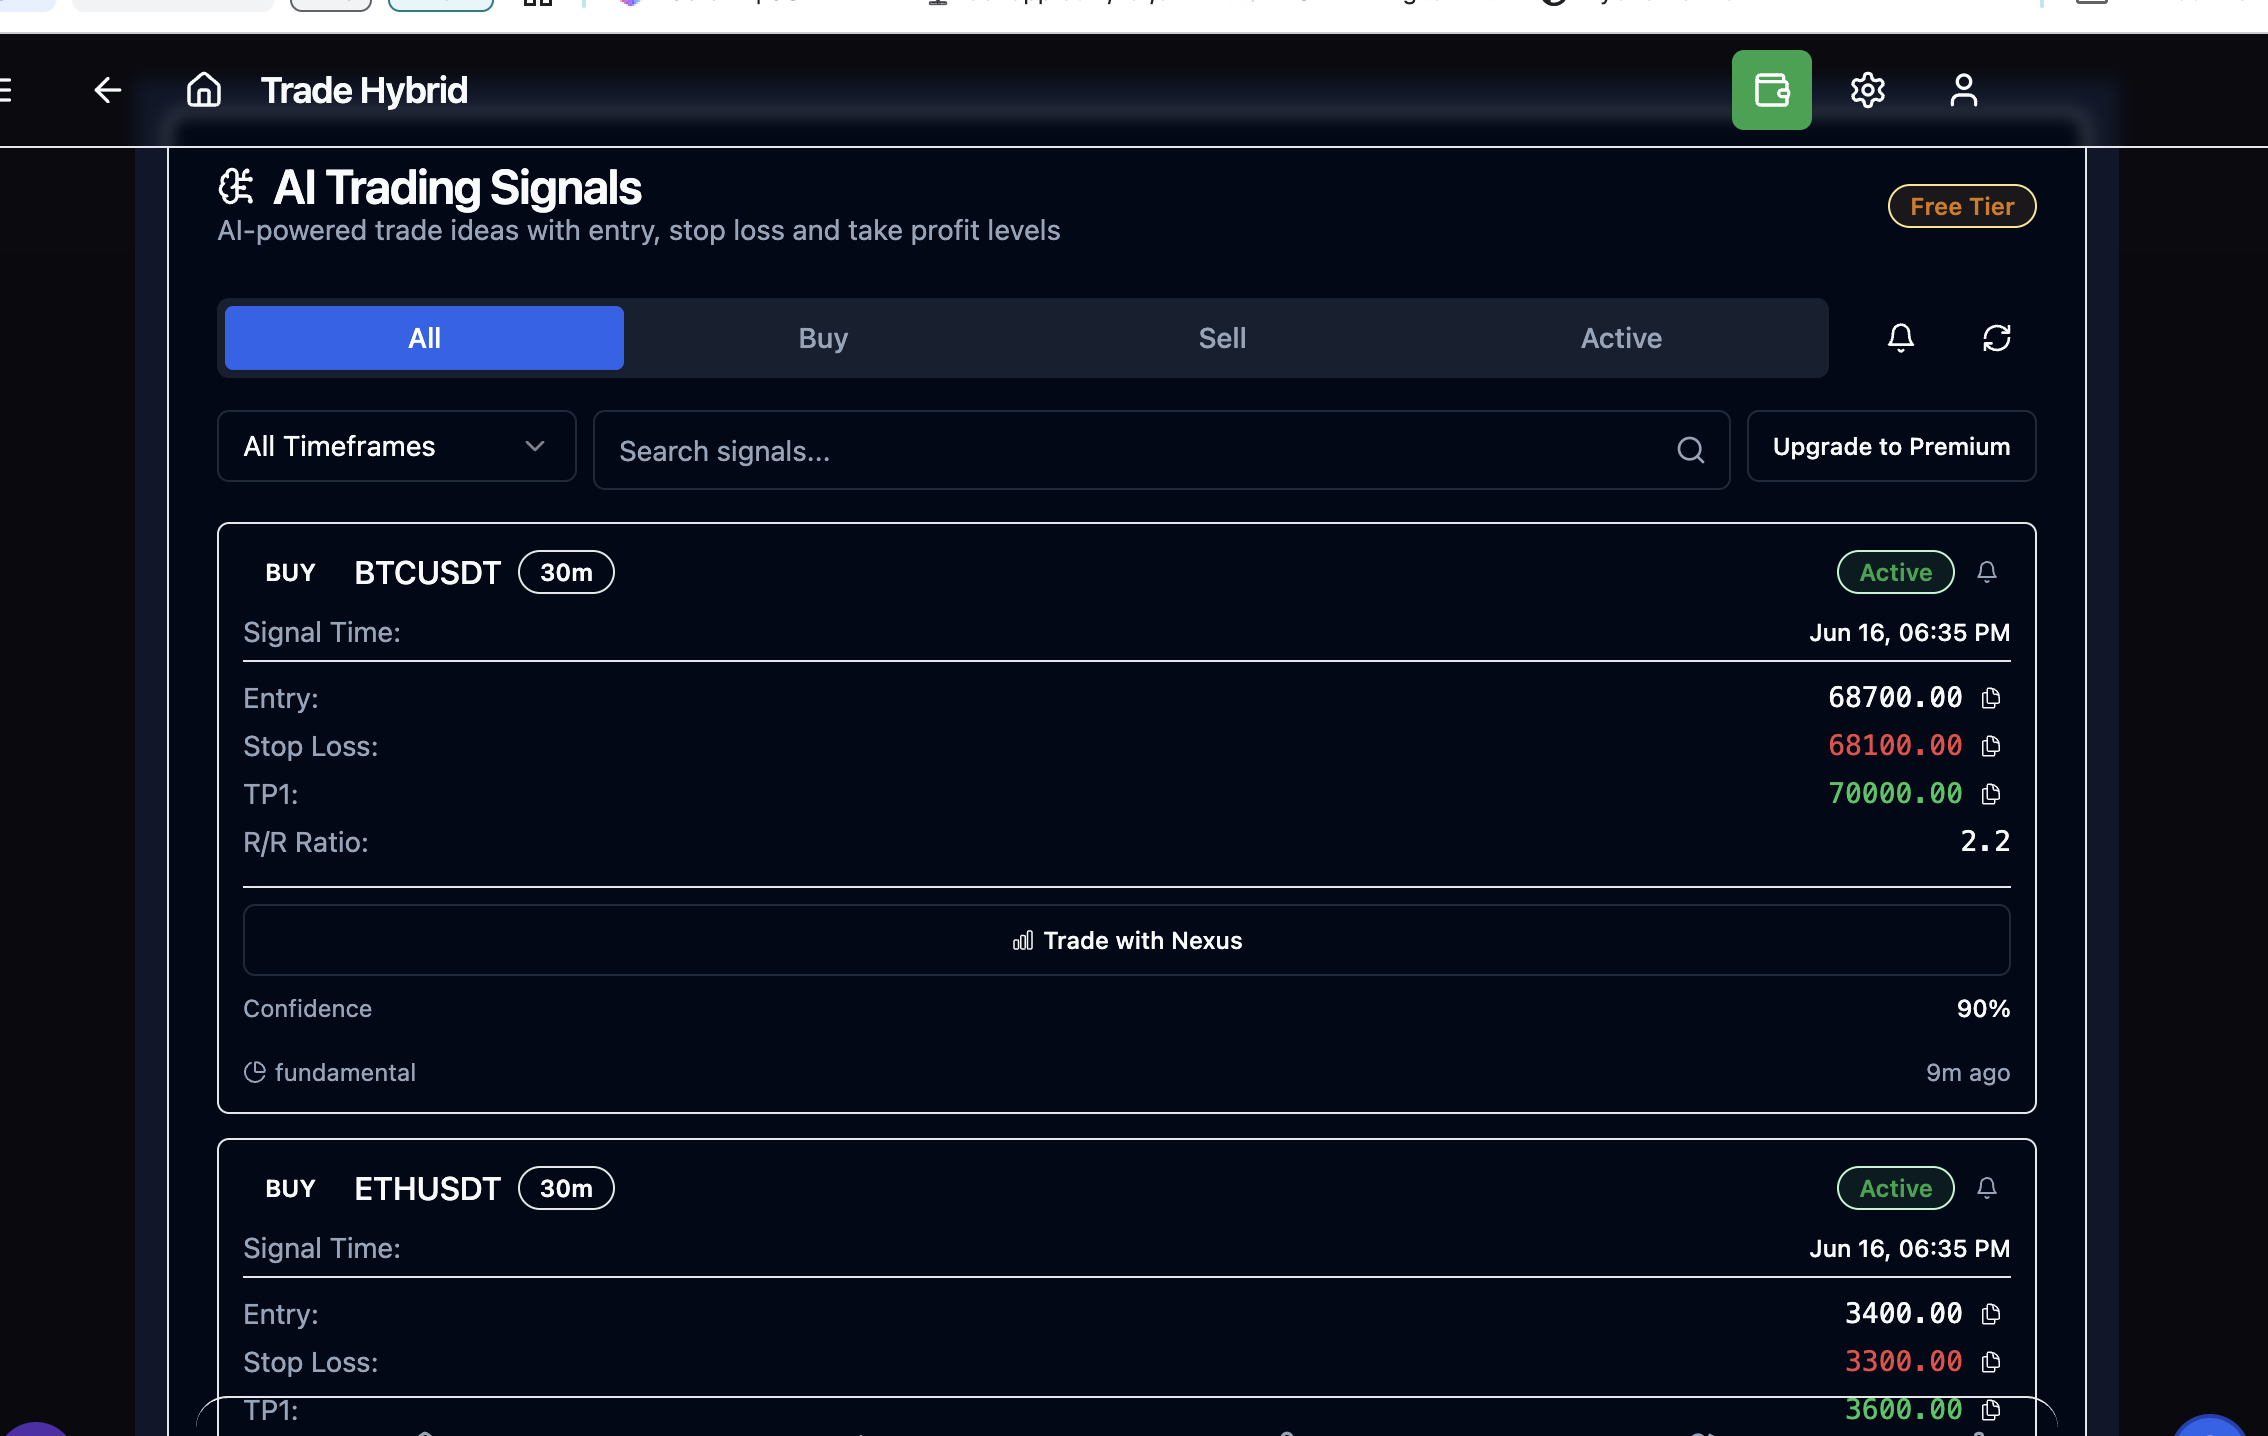 Trade Hybrid
AI Trading Signals
AI-powered trade ideas with entry, stop loss and take profit levels
Free Tier
All Buy Sell Active
All Timeframes Search signals... Upgrade to Premium
BUY BTCUSDT 30m Active
Signal Time: Jun 16, 06:35 PM
Entry: 68700.00
Stop Loss: 68100.00
TP1: 70000.00
R/R Ratio: 2.2
Trade with Nexus
Confidence 90%
fundamental 9m ago
BUY ETHUSDT 30m Active
Signal Time: Jun 16, 06:35 PM
Entry: 3400.00
Stop Loss: 3300.00
TP1: 3600.00